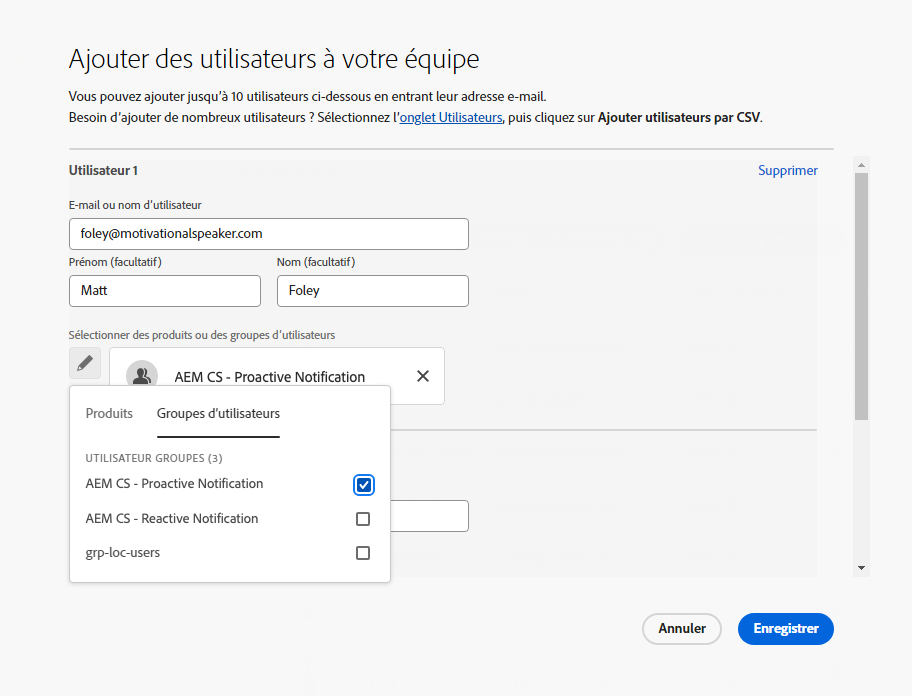 Ajouter des utilisateurs à votre équipe
Vous pouvez ajouter jusqu'à 10 utilisateurs ci-dessous en entrant leur adresse e-mail.
Besoin d'ajouter de nombreux utilisateurs ? Sélectionnez l'onglet Utilisateurs, puis cliquez sur Ajouter utilisateurs par CSV.
Utilisateur 1 Supprimer
E-mail ou nom d'utilisateur
foley@motivationalspeaker.com
Prénom (facultatif) Nom (facultatif)
Matt Foley
Sélectionner des produits ou des groupes d'utilisateurs
AEM CS - Proactive Notification
Produits Groupes d'utilisateurs
UTILISATEUR GROUPES (3)
AEM CS - Proactive Notification
AEM CS - Reactive Notification
grp-loc-users
Annuler Enregistrer